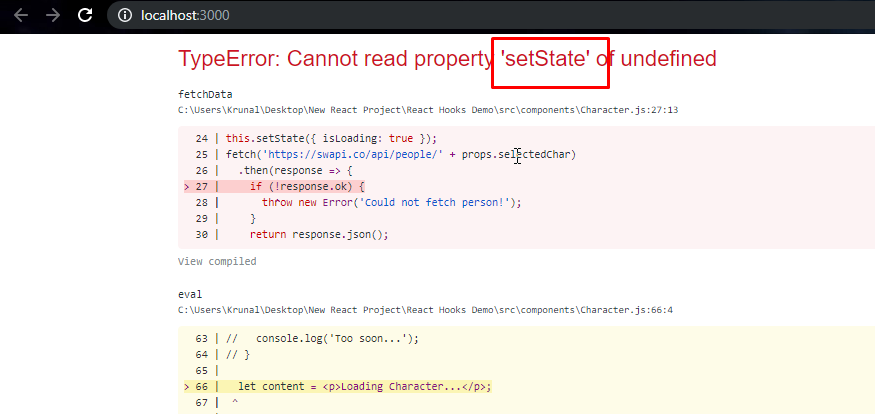 localhost:3000
TypeError: Cannot read property 'setState' of undefined
fetchData
C:\Users\Krunal\Desktop\New React Project\React Hooks Demo\src\components\Character.js:27:13
24 | this.setState({ isLoading: true });
25 | fetch('https://swapi.co/api/people/' + props.selectedChar)
26 |   .then(response => {
> 27 |     if (!response.ok) {
28 |       throw new Error('Could not fetch person!');
29 |     }
30 |     return response.json();
View compiled
eval
C:\Users\Krunal\Desktop\New React Project\React Hooks Demo\src\components\Character.js:66:4
63 | //   console.log('Too soon...');
64 | // }
65 |
> 66 |   let content = <p>Loading Character...</p>;
67 |  ^